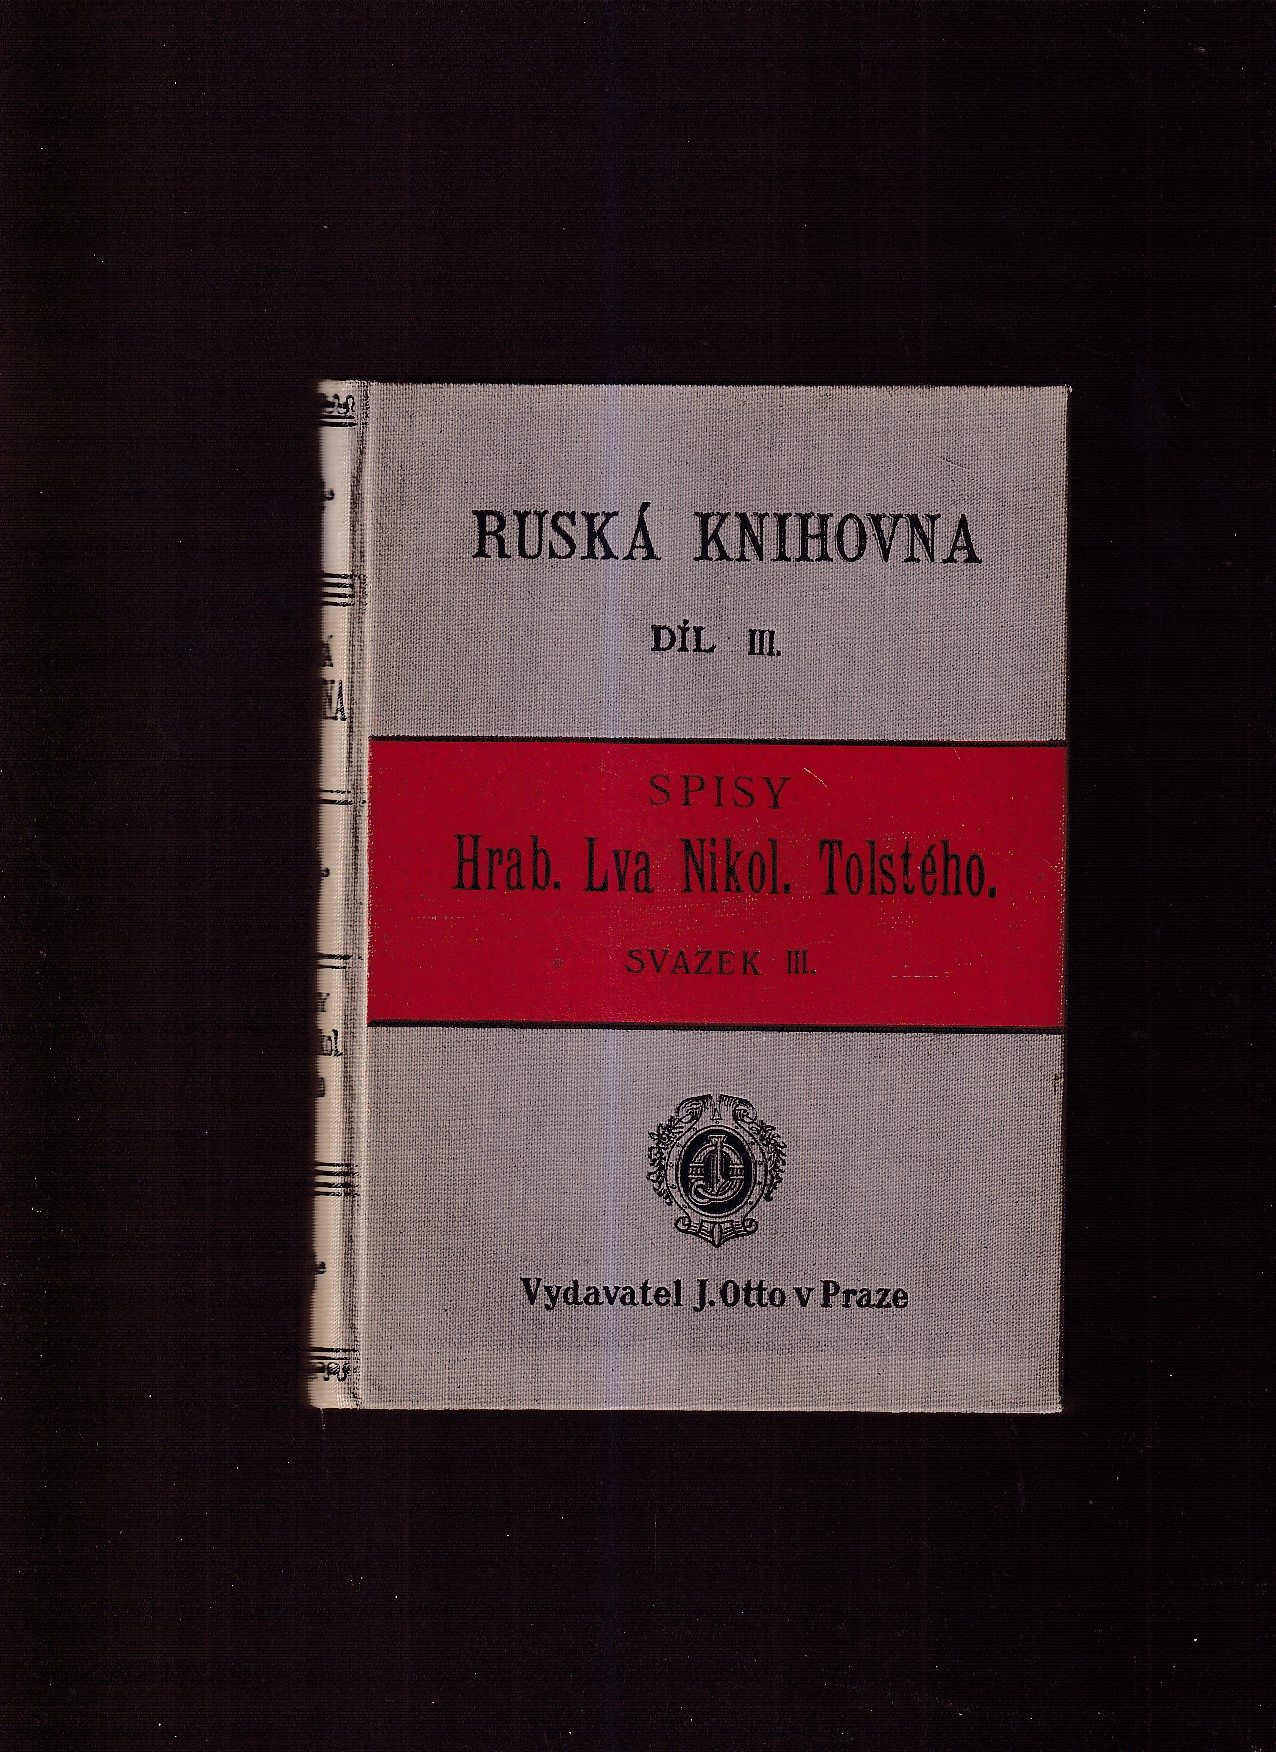 RUSKÁ KNIHOVNA
DÍL III.
SPISY
Hrab. Lva Nikol. Tolstého.
SVAZEK III.
Vydavatel J. Otto v Praze